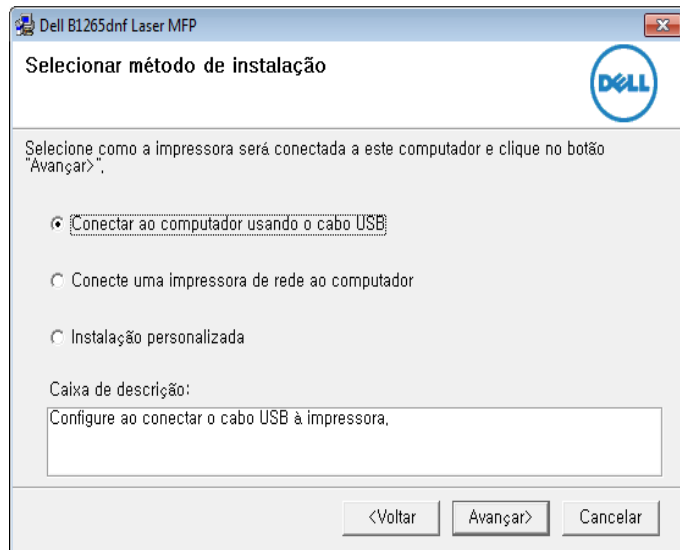 Dell B1265dnf Laser MFP
Selecionar método de instalação
DELL
Selecione como a impressora será conectada a este computador e clique no botão
"Avançar>".
Conectar ao computador usando o cabo USB
Conecte uma impressora de rede ao computador
Instalação personalizada
Caixa de descrição:
Configure ao conectar o cabo USB à impressora.
<Voltar
Avançar>
Cancelar